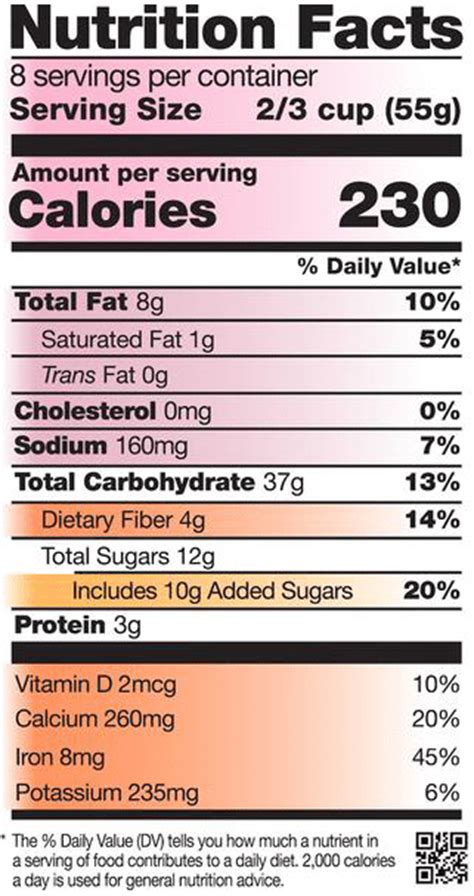 Nutrition Facts
8 servings per container
Serving Size 2/3 cup (55g)
Amount per serving
Calories 230
% Daily Value*
Total Fat 8g 10%
Saturated Fat 1g 5%
Trans Fat 0g
Cholesterol 0mg 0%
Sodium 160mg 7%
Total Carbohydrate 37g 13%
Dietary Fiber 4g 14%
Total Sugars 12g
Includes 10g Added Sugars 20%
Protein 3g
Vitamin D 2mcg 10%
Calcium 260mg 20%
Iron 8mg 45%
Potassium 235mg 6%
* The % Daily Value (DV) tells you how much a nutrient in
a serving of food contributes to a daily diet. 2,000 calories
a day is used for general nutrition advice.